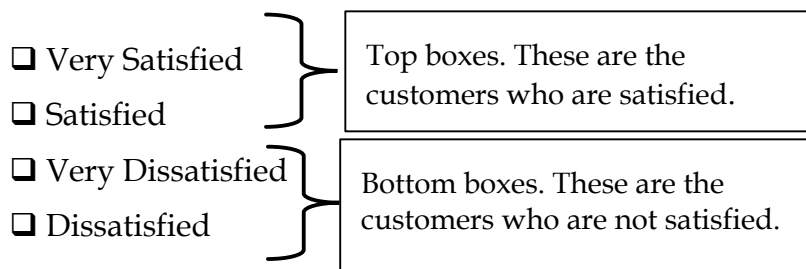 ❑ Very Satisfied
❑ Satisfied
❑ Very Dissatisfied
❑ Dissatisfied
Top boxes. These are the
customers who are satisfied.
Bottom boxes. These are the
customers who are not satisfied.